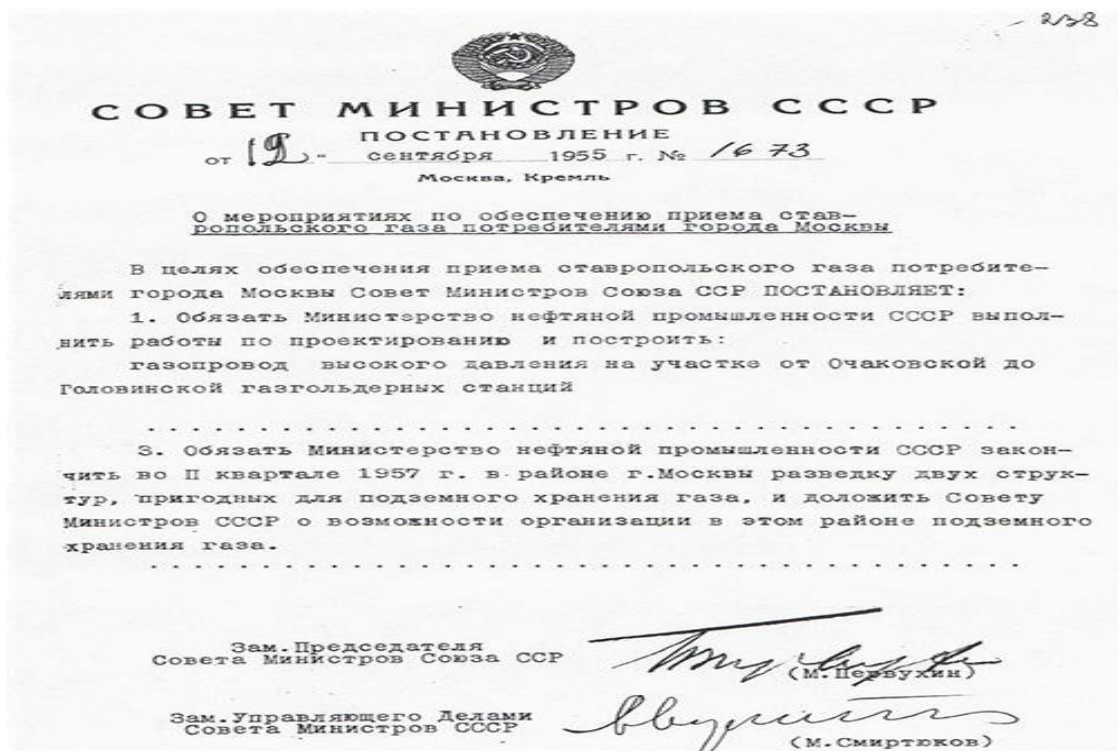 238
СОВЕТ МИНИСТРОВ СССР
ПОСТАНОВЛЕНИЕ
от 12 - сентября 1955 г. № 1673
Москва, Кремль
О мероприятиях по обеспечению приема став-
ропольского газа потребителями города Москвы
В целях обеспечения приема ставропольского газа потребите-
лями города Москвы Совет Министров Союза ССР ПОСТАНОВЛЯЕТ:
1. Обязать Министерство нефтяной промышленности СССР выпол-
нить работы по проектированию и построить:
газопровод высокого давления на участке от Очаковской до
Головинской газгольдерных станций
. . . . . . . . . . . . . . . . . . . . . . . . . . . . . . . . . . . . . .
3. Обязать Министерство нефтяной промышленности СССР закон-
чить во II квартале 1957 г. в районе г.Москвы разведку двух струк-
тур, пригодных для подземного хранения газа, и доложить Совету
Министров СССР о возможности организации в этом районе подземного
хранения газа.
. . . . . . . . . . . . . . . . . . . . . . . . . . . . . . . . . . . . . .
Зам.Председателя
Совета Министров Союза ССР
(М.Первухин)
Зам.Управляющего Делами
Совета Министров СССР
(М.Смиртюков)